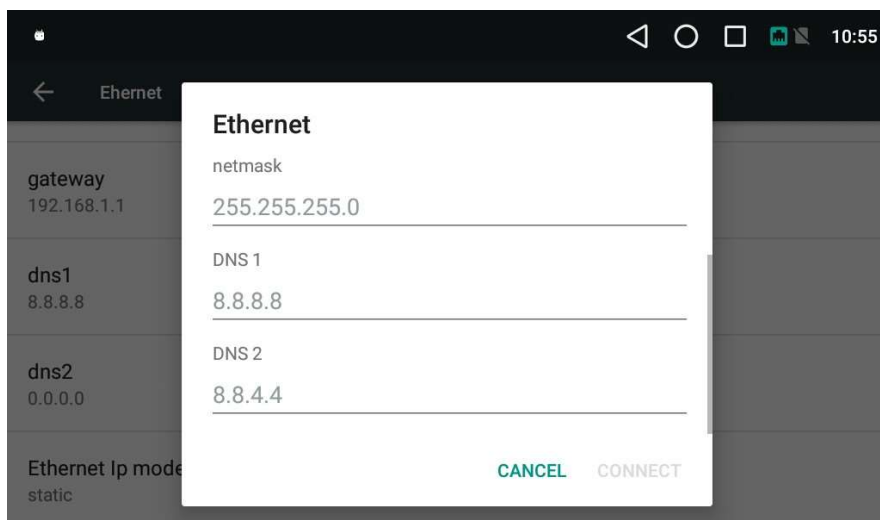 10:55
Ehernet
gateway
192.168.1.1
dns1
8.8.8.8
dns2
0.0.0.0
Ethernet Ip mode
static
Ethernet
netmask
255.255.255.0
DNS 1
8.8.8.8
DNS 2
8.8.4.4
CANCEL CONNECT